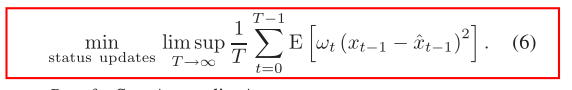 min status updates lim sup T→∞ 1/T ∑_{t=0}^{T−1} E [ω_t (x_{t−1} − x̂_{t−1})²] . (6)